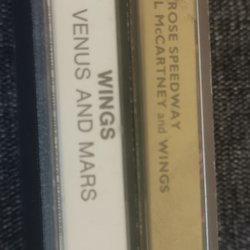 WINGS
VENUS AND MARS
ROSE SPEEDWAY
L McCARTNEY and WINGS